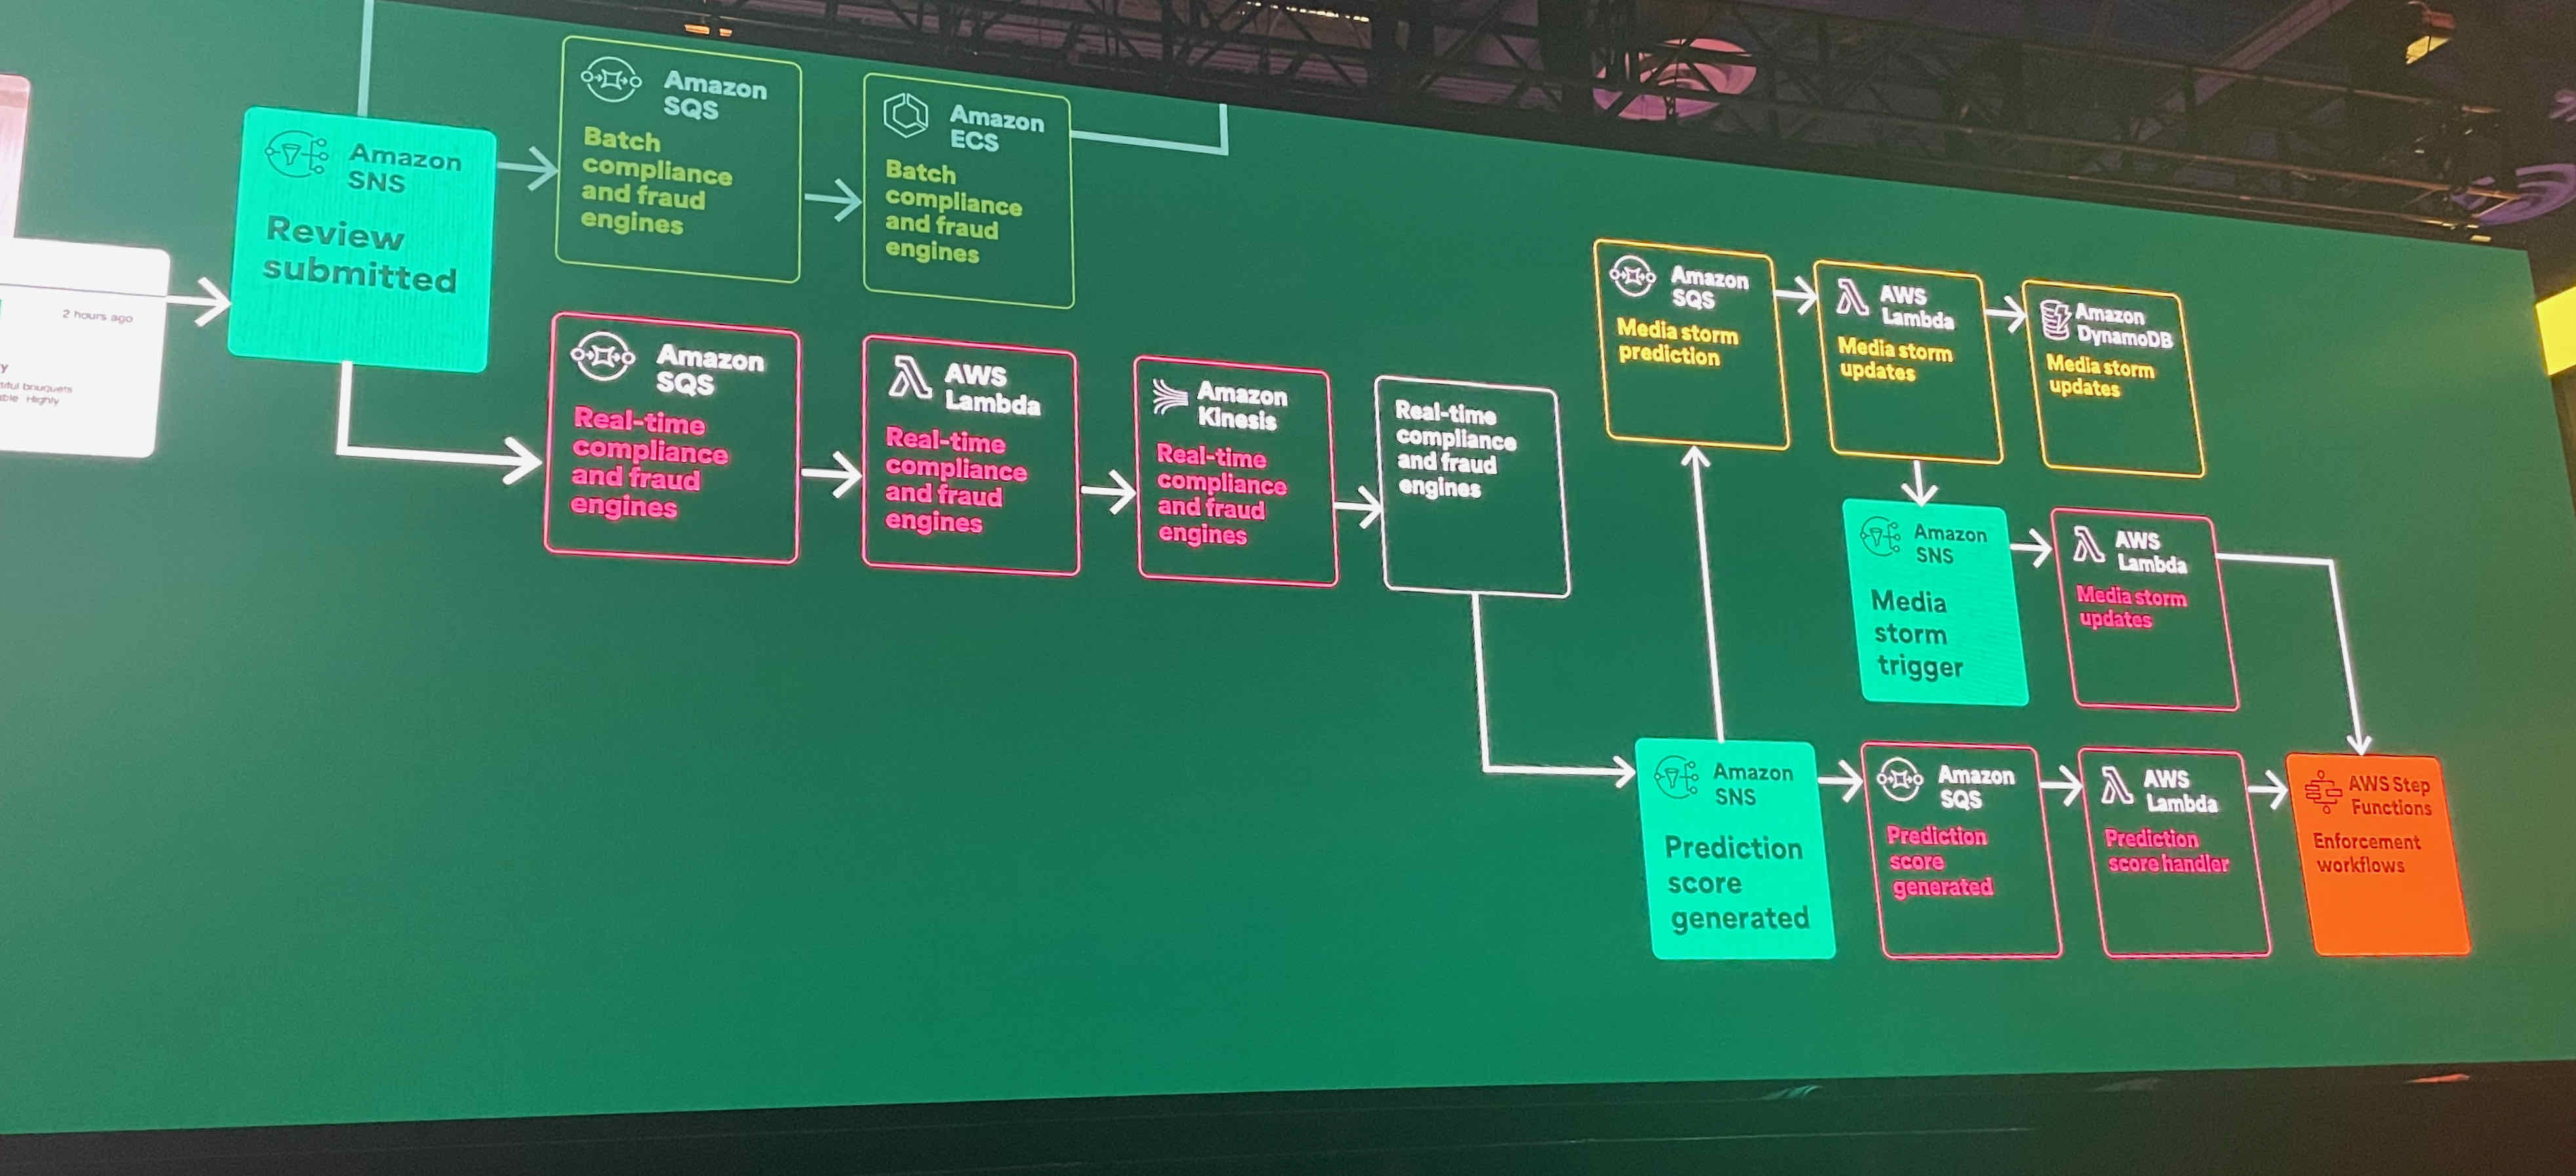 2 hours ago
Highly
Amazon
SNS
Review
submitted
Amazon
SQS
Batch
compliance
and fraud
engines
Amazon
ECS
Batch
compliance
and fraud
engines
Amazon
SQS
Real-time
compliance
and fraud
engines
AWS
Lambda
Real-time
compliance
and fraud
engines
Amazon
Kinesis
Real-time
compliance
and fraud
engines
Real-time
compliance
and fraud
engines
Amazon
SQS
Media storm
prediction
AWS
Lambda
Media storm
updates
Amazon
DynamoDB
Media storm
updates
Amazon
SNS
Media
storm
trigger
AWS
Lambda
Media storm
updates
Amazon
SNS
Prediction
score
generated
Amazon
SQS
Prediction
score
generated
AWS
Lambda
Prediction
score handler
AWS Step
Functions
Enforcement
workflows